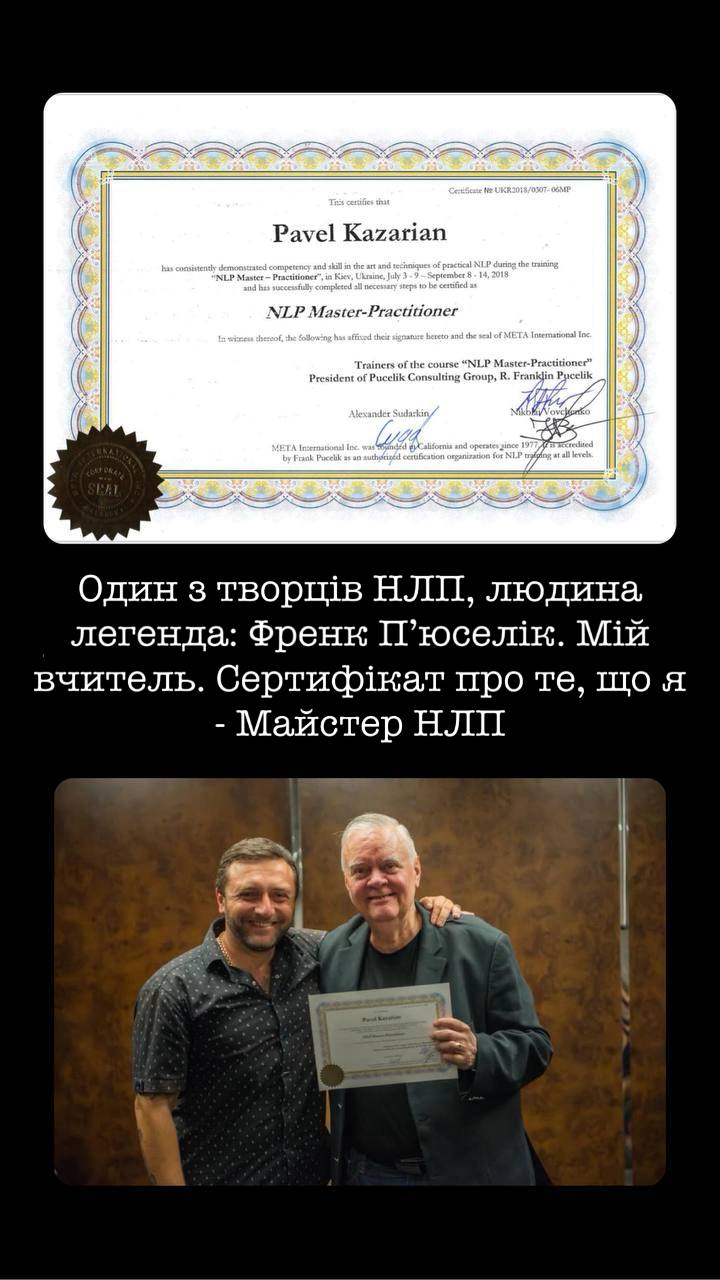 Certificate № UKR2018/0307- 06MP
This certifies that
Pavel Kazarian
has consistently demonstrated competency and skill in the art and techniques of practical NLP during the training
“NLP Master – Practitioner”, in Kiev, Ukraine, July 3 - 9 – September 8 - 14, 2018
and has successfully completed all necessary steps to be certified as
NLP Master-Practitioner
In witness thereof, the following has affixed their signature hereto and the seal of META International Inc.
Trainers of the course “NLP Master-Practitioner”
President of Pucelik Consulting Group, R. Franklin Pucelik
Alexander Sudarkin
Nikolai Vovchenko
META International Inc. was founded in California and operates since 1977. It is accredited
by Frank Pucelik as an authorized certification organization for NLP training at all levels.
CORPORATE
SEAL
Один з творців НЛП, людина
легенда: Френк П’юселік. Мій
вчитель. Сертифікат про те, що я
- Майстер НЛП
Pavel Kazarian